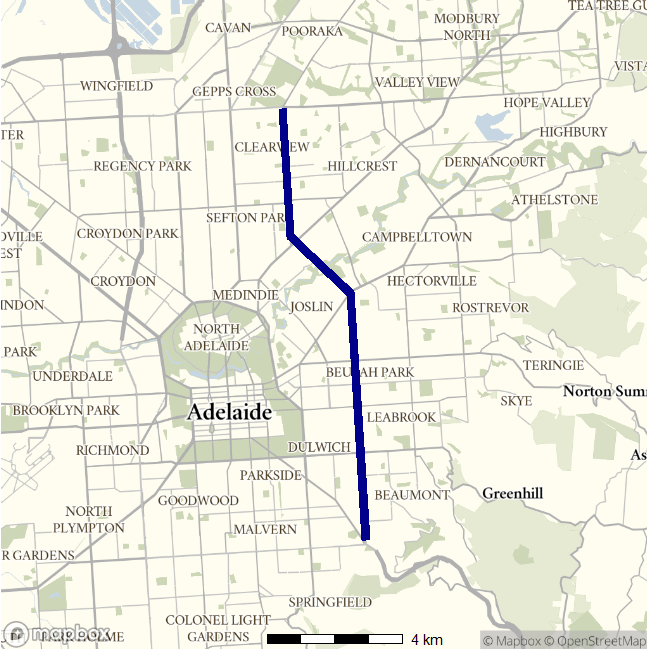 TEA TREE GU
CAVAN
POORAKA
MODBURY
NORTH
VISTA
WINGFIELD
GEPPS CROSS
VALLEY VIEW
HOPE VALLEY
TER
CLEARVIEW
HIGHBURY
REGENCY PARK
HILLCREST
DERNANCOURT
ATHELSTONE
SEFTON PARK
CROYDON PARK
CAMPBELLTOWN
OVILLE
EST
CROYDON
HECTORVILLE
MEDINDIE
JOSLIN
ROSTREVOR
INDON
NORTH
ADELAIDE
PARK
TERINGIE
UNDERDALE
BEULAH PARK
Norton Summ
SKYE
BROOKLYN PARK
Adelaide
LEABROOK
RICHMOND
DULWICH
As
PARKSIDE
GOODWOOD
BEAUMONT
Greenhill
NORTH
PLYMPTON
MALVERN
R GARDENS
SPRINGFIELD
COLONEL LIGHT
GARDENS
mapbox
4 km
© Mapbox © OpenStreetMap